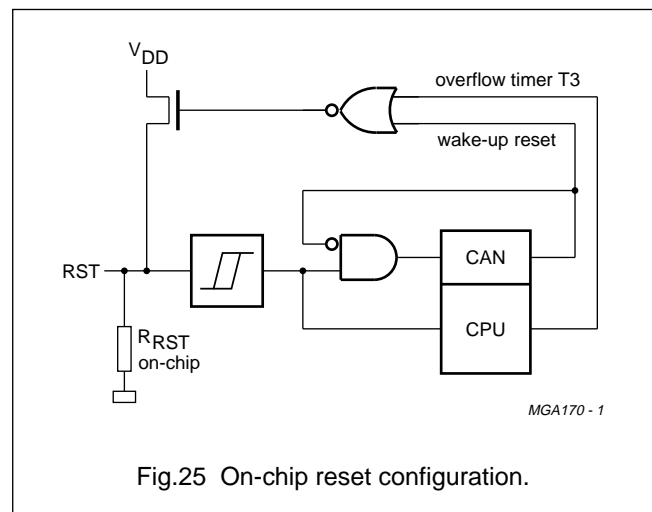 VDD
overflow timer T3
wake-up reset
RST
CAN
CPU
RRST
on-chip
MGA170 - 1
Fig.25 On-chip reset configuration.